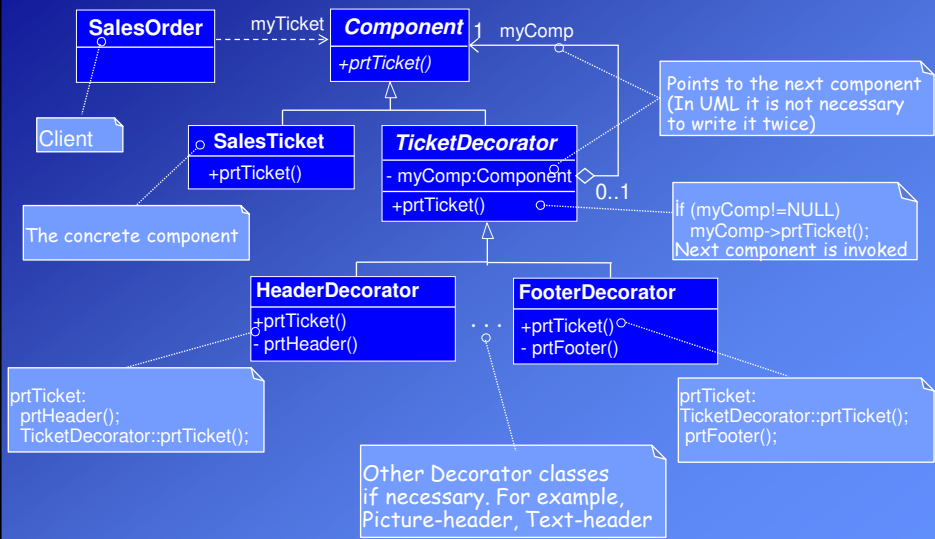 SalesOrder
myTicket
Component
+prtTicket()
1
myComp
Points to the next component
(In UML it is not necessary
to write it twice)
Client
SalesTicket
+prtTicket()
TicketDecorator
- myComp:Component
+prtTicket()
0..1
If (myComp!=NULL)
myComp->prtTicket();
Next component is invoked
The concrete component
HeaderDecorator
+prtTicket()
- prtHeader()
. . .
FooterDecorator
+prtTicket()
- prtFooter()
prtTicket:
prtHeader();
TicketDecorator::prtTicket();
Other Decorator classes
if necessary. For example,
Picture-header, Text-header
prtTicket:
TicketDecorator::prtTicket();
prtFooter();